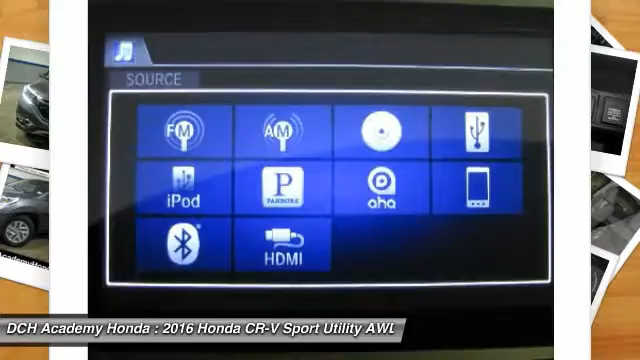 SOURCE
FM
AM
iPod
P
PANDORA
aha
HDMI
DCH Academy Honda : 2016 Honda CR-V Sport Utility AWD